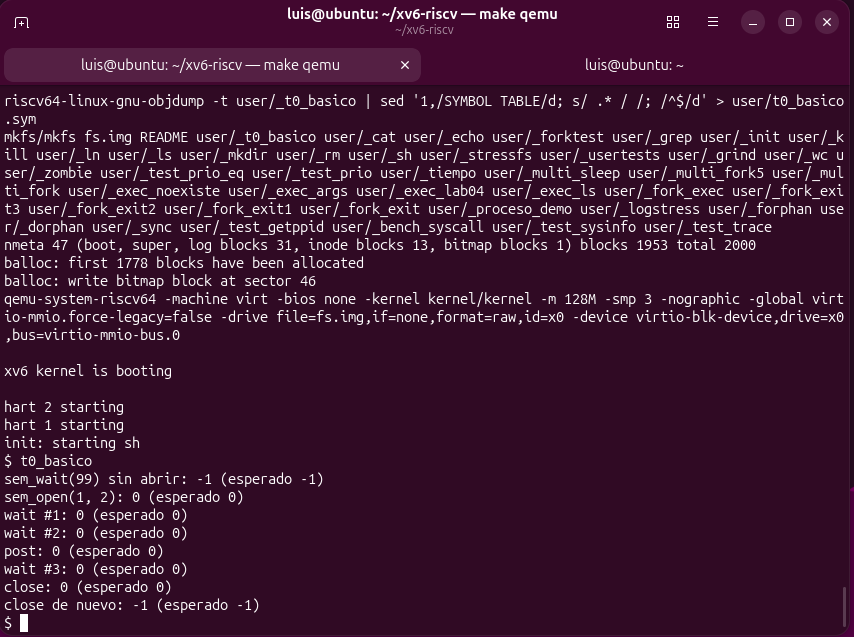 luis@ubuntu: ~/xv6-riscv — make qemu
~/xv6-riscv
luis@ubuntu: ~/xv6-riscv — make qemu
luis@ubuntu: ~
riscv64-linux-gnu-objdump -t user/_t0_basico | sed '1,/SYMBOL TABLE/d; s/ .* / /; /^$/d' > user/t0_basico
.sym
mkfs/mkfs fs.img README user/_t0_basico user/_cat user/_echo user/_forktest user/_grep user/_init user/_k
ill user/_ln user/_ls user/_mkdir user/_rm user/_sh user/_stressfs user/_usertests user/_grind user/_wc u
ser/_zombie user/_test_prio_eq user/_test_prio user/_tiempo user/_multi_sleep user/_multi_fork5 user/_mul
ti_fork user/_exec_noexiste user/_exec_args user/_exec_lab04 user/_exec_ls user/_fork_exec user/_fork_exi
t3 user/_fork_exit2 user/_fork_exit1 user/_fork_exit user/_proceso_demo user/_logstress user/_forphan use
r/_dorphan user/_sync user/_test_getppid user/_bench_syscall user/_test_sysinfo user/_test_trace
nmeta 47 (boot, super, log blocks 31, inode blocks 13, bitmap blocks 1) blocks 1953 total 2000
balloc: first 1778 blocks have been allocated
balloc: write bitmap block at sector 46
qemu-system-riscv64 -machine virt -bios none -kernel kernel/kernel -m 128M -smp 3 -nographic -global virt
io-mmio.force-legacy=false -drive file=fs.img,if=none,format=raw,id=x0 -device virtio-blk-device,drive=x0
,bus=virtio-mmio-bus.0
xv6 kernel is booting
hart 2 starting
hart 1 starting
init: starting sh
$ t0_basico
sem_wait(99) sin abrir: -1 (esperado -1)
sem_open(1, 2): 0 (esperado 0)
wait #1: 0 (esperado 0)
wait #2: 0 (esperado 0)
post: 0 (esperado 0)
wait #3: 0 (esperado 0)
close: 0 (esperado 0)
close de nuevo: -1 (esperado -1)
$